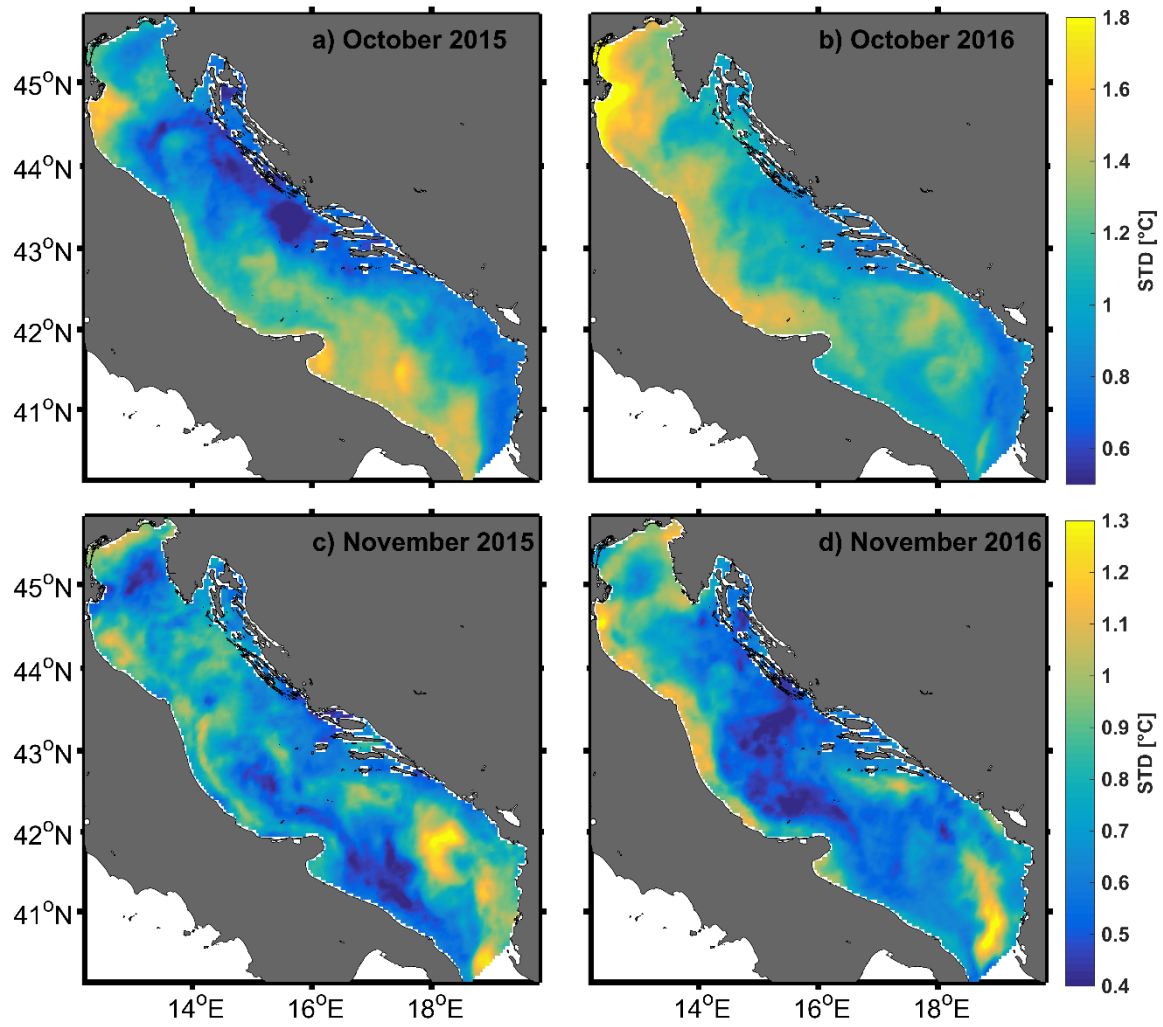 a) October 2015
b) October 2016
45°N
44°N
43°N
42°N
41°N
1.8
1.6
1.4
1.2
1
0.8
0.6
STD [°C]
c) November 2015
d) November 2016
45°N
44°N
43°N
42°N
41°N
14°E
16°E
18°E
14°E
16°E
18°E
1.3
1.2
1.1
1
0.9
0.8
0.7
0.6
0.5
0.4
STD [°C]